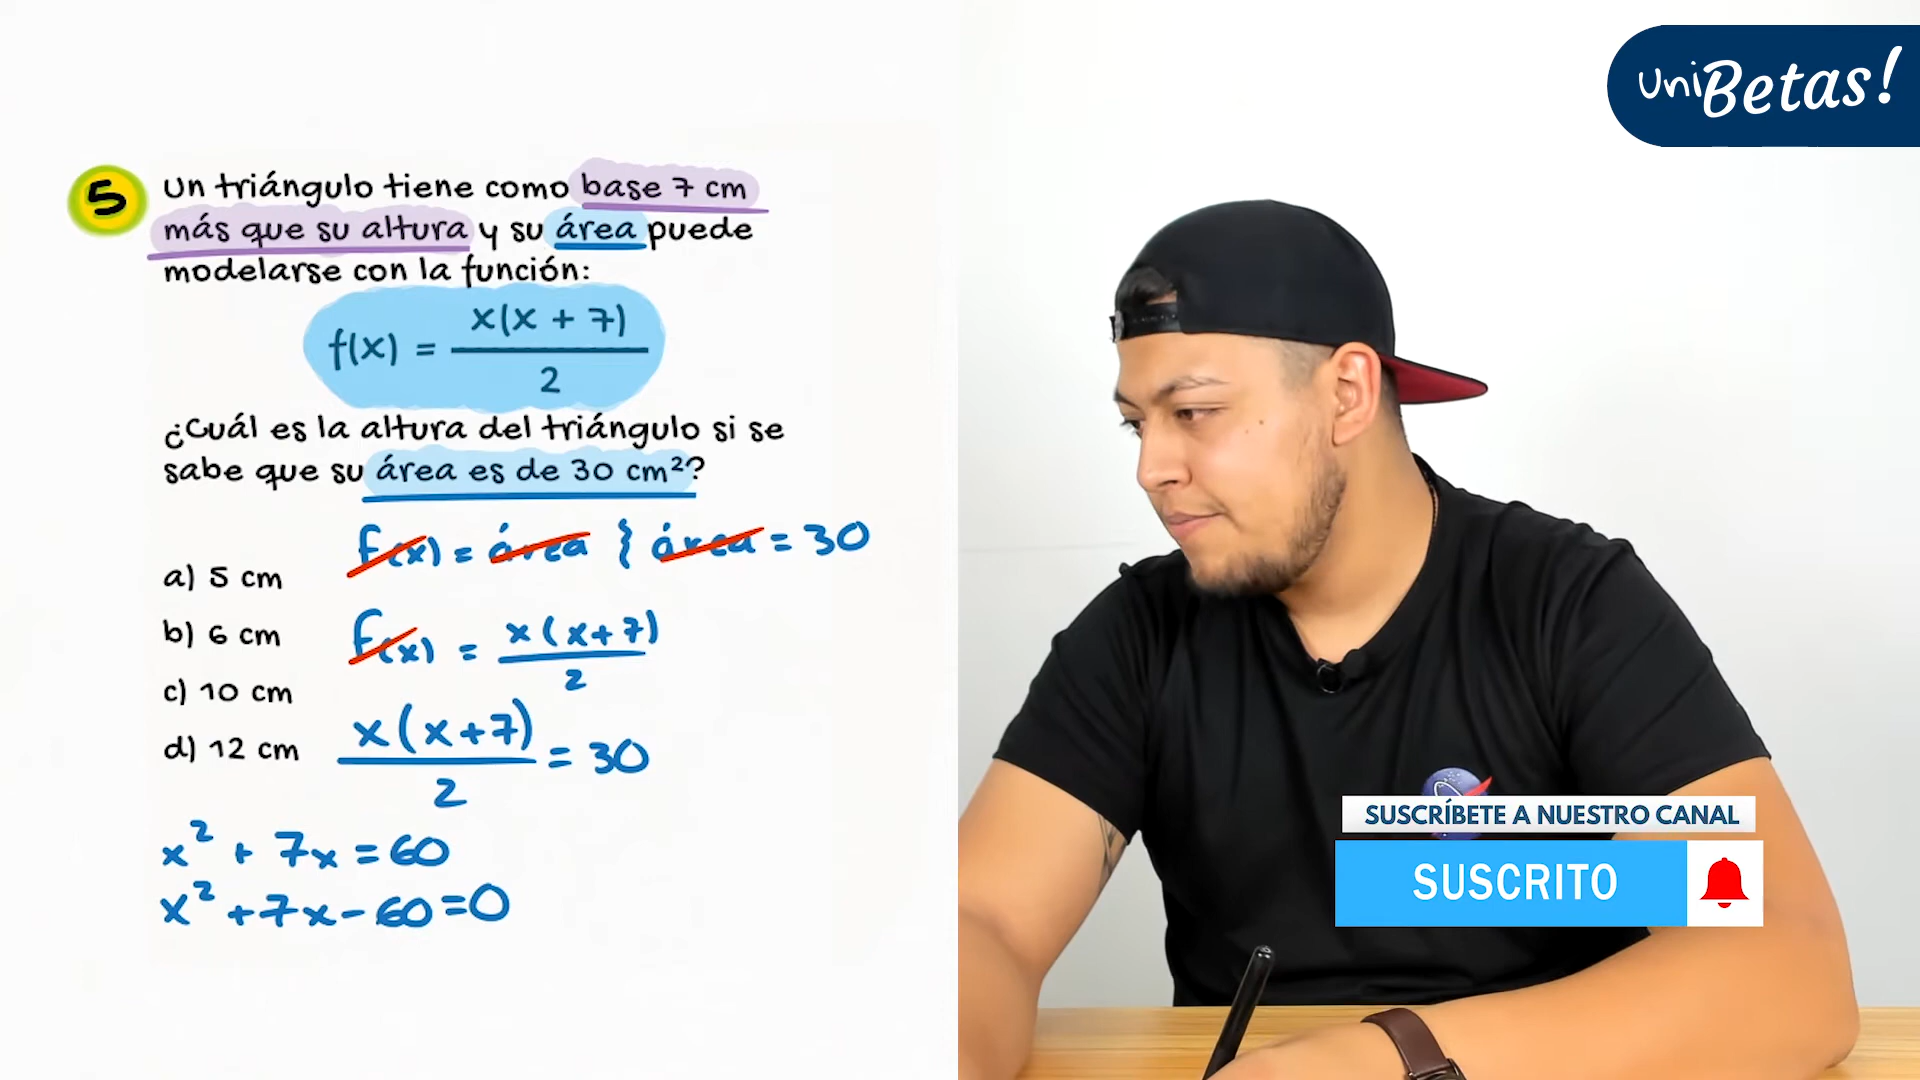 UniBetas!
5
Un triángulo tiene como base 7 cm
más que su altura y su área puede
modelarse con la función:
f(x) = x(x + 7) / 2
¿Cuál es la altura del triángulo si se
sabe que su área es de 30 cm²?
f(x) = área } área = 30
a) 5 cm
b) 6 cm
c) 10 cm
d) 12 cm
f(x) = x(x+7) / 2
x(x+7) / 2 = 30
x² + 7x = 60
x² + 7x - 60 = 0
SUSCRÍBETE A NUESTRO CANAL
SUSCRITO